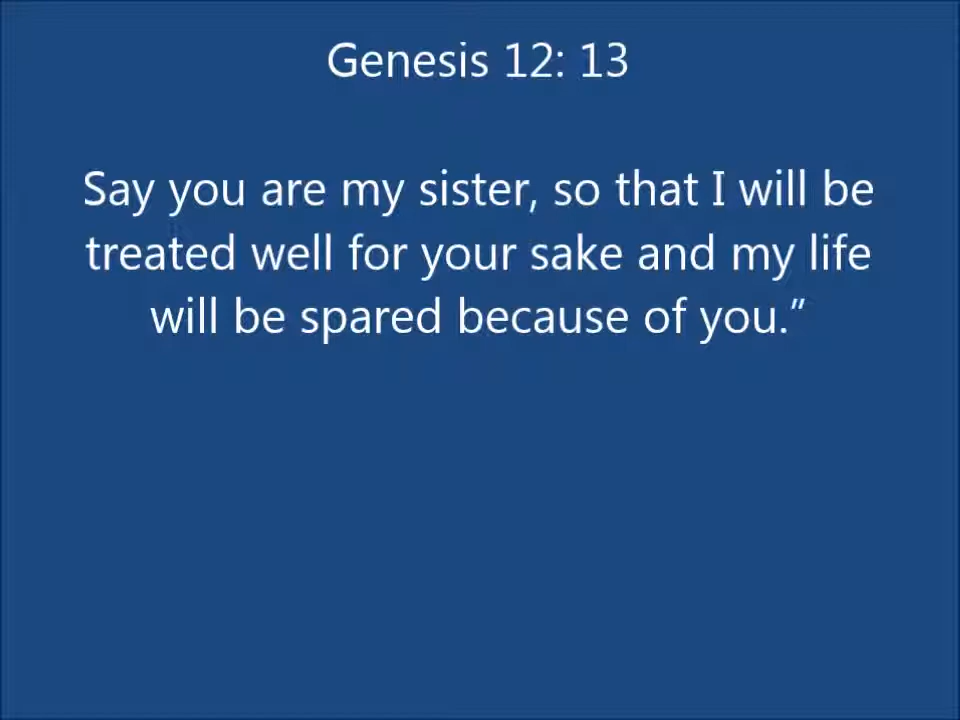 Genesis 12: 13
Say you are my sister, so that I will be
treated well for your sake and my life
will be spared because of you.”